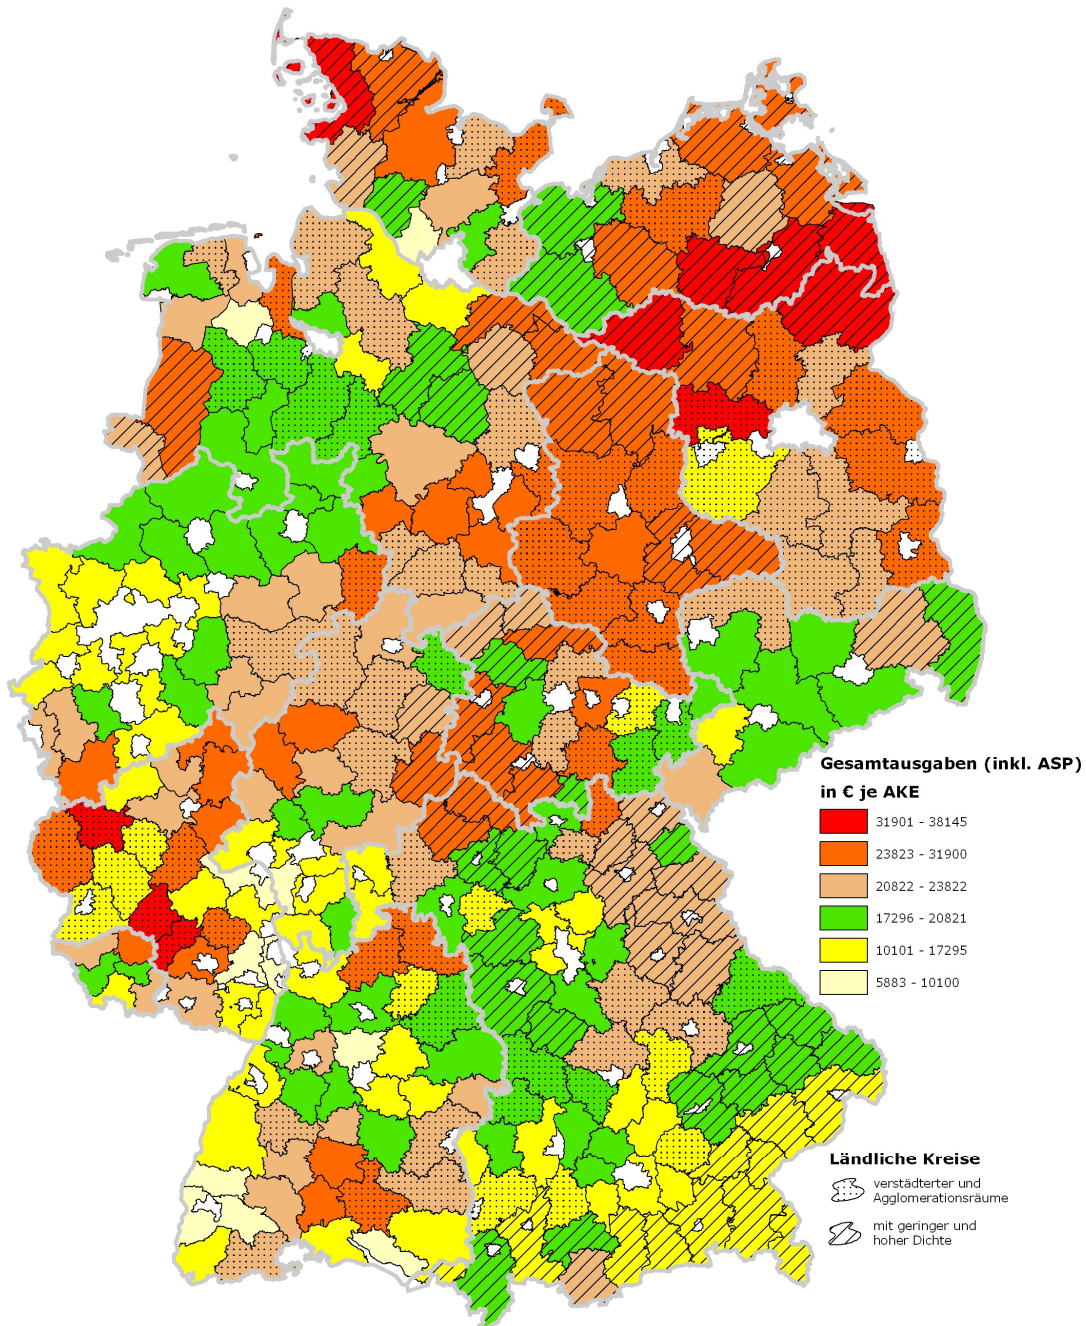 Gesamtausgaben (inkl. ASP)
in € je AKE
31901 - 38145
23823 - 31900
20822 - 23822
17296 - 20821
10101 - 17295
5883 - 10100
Ländliche Kreise
verstädterter und
Agglomerationsräume
mit geringer und
hoher Dichte